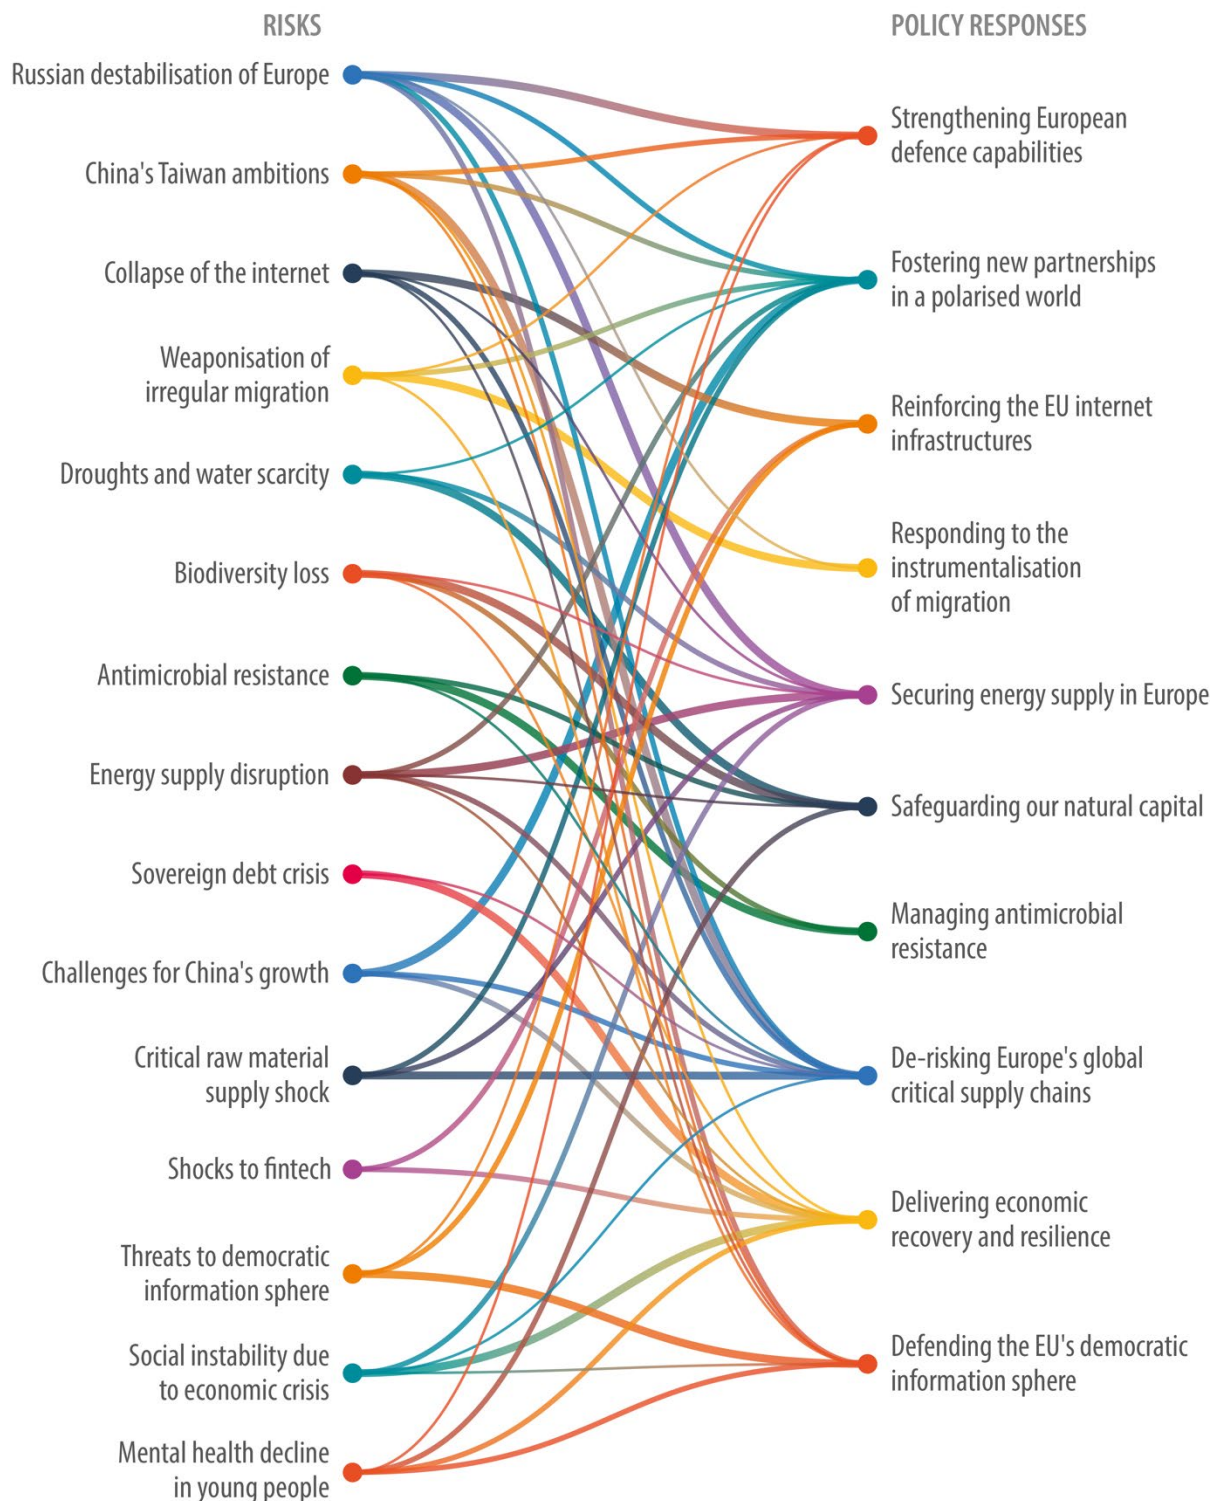 RISKS
Russian destabilisation of Europe
China's Taiwan ambitions
Collapse of the internet
Weaponisation of
irregular migration
Droughts and water scarcity
Biodiversity loss
Antimicrobial resistance
Energy supply disruption
Sovereign debt crisis
Challenges for China's growth
Critical raw material
supply shock
Shocks to fintech
Threats to democratic
information sphere
Social instability due
to economic crisis
Mental health decline
in young people
POLICY RESPONSES
Strengthening European
defence capabilities
Fostering new partnerships
in a polarised world
Reinforcing the EU internet
infrastructures
Responding to the
instrumentalisation
of migration
Securing energy supply in Europe
Safeguarding our natural capital
Managing antimicrobial
resistance
De-risking Europe's global
critical supply chains
Delivering economic
recovery and resilience
Defending the EU's democratic
information sphere